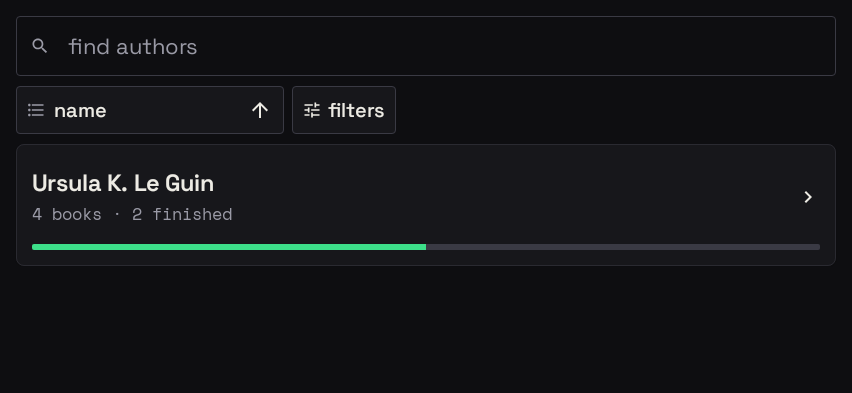 find authors
name
filters
Ursula K. Le Guin
4 books · 2 finished